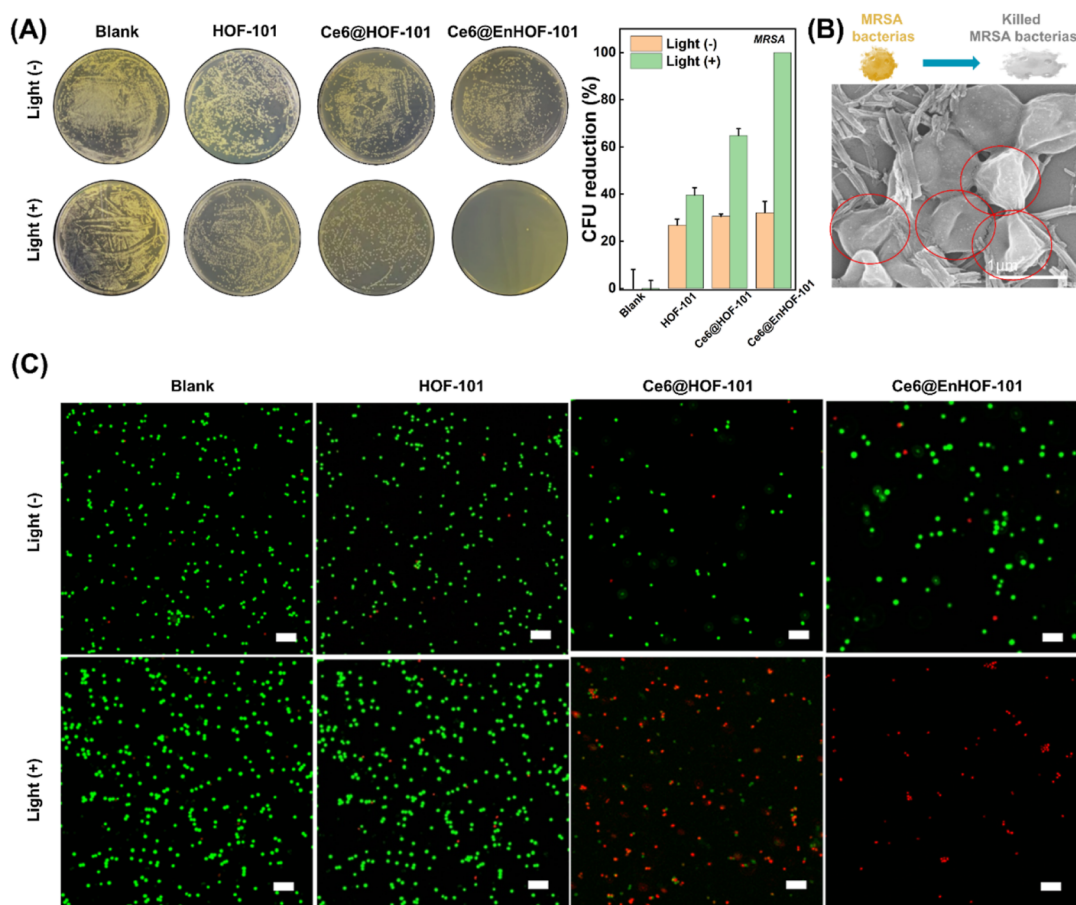 (A)
Blank HOF-101 Ce6@HOF-101 Ce6@EnHOF-101
Light (-)
Light (+)
CFU reduction (%)
100
80
60
40
20
0
MRSA
Light (-)
Light (+)
Blank
HOF-101
Ce6@HOF-101
Ce6@EnHOF-101
(B)
MRSA
bacterias
Killed
MRSA bacterias
1μm
(C)
Blank HOF-101 Ce6@HOF-101 Ce6@EnHOF-101
Light (-)
Light (+)